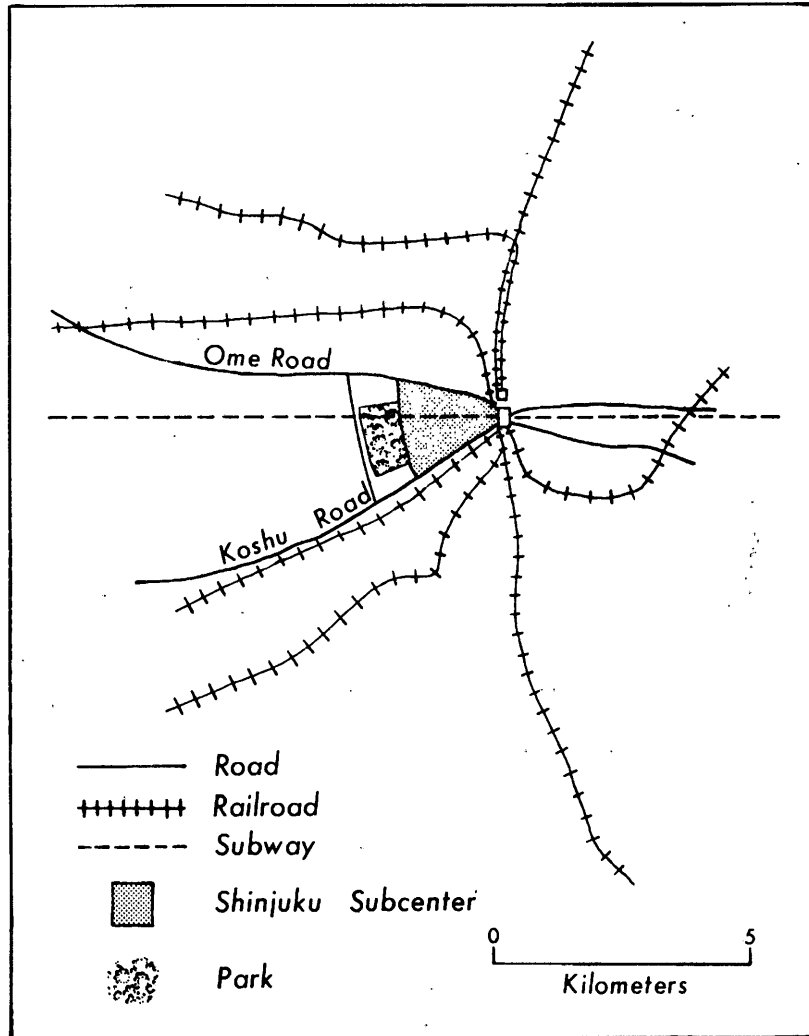 Ome Road
Koshu Road
Road
Railroad
Subway
Shinjuku Subcenter
Park
0 5
Kilometers